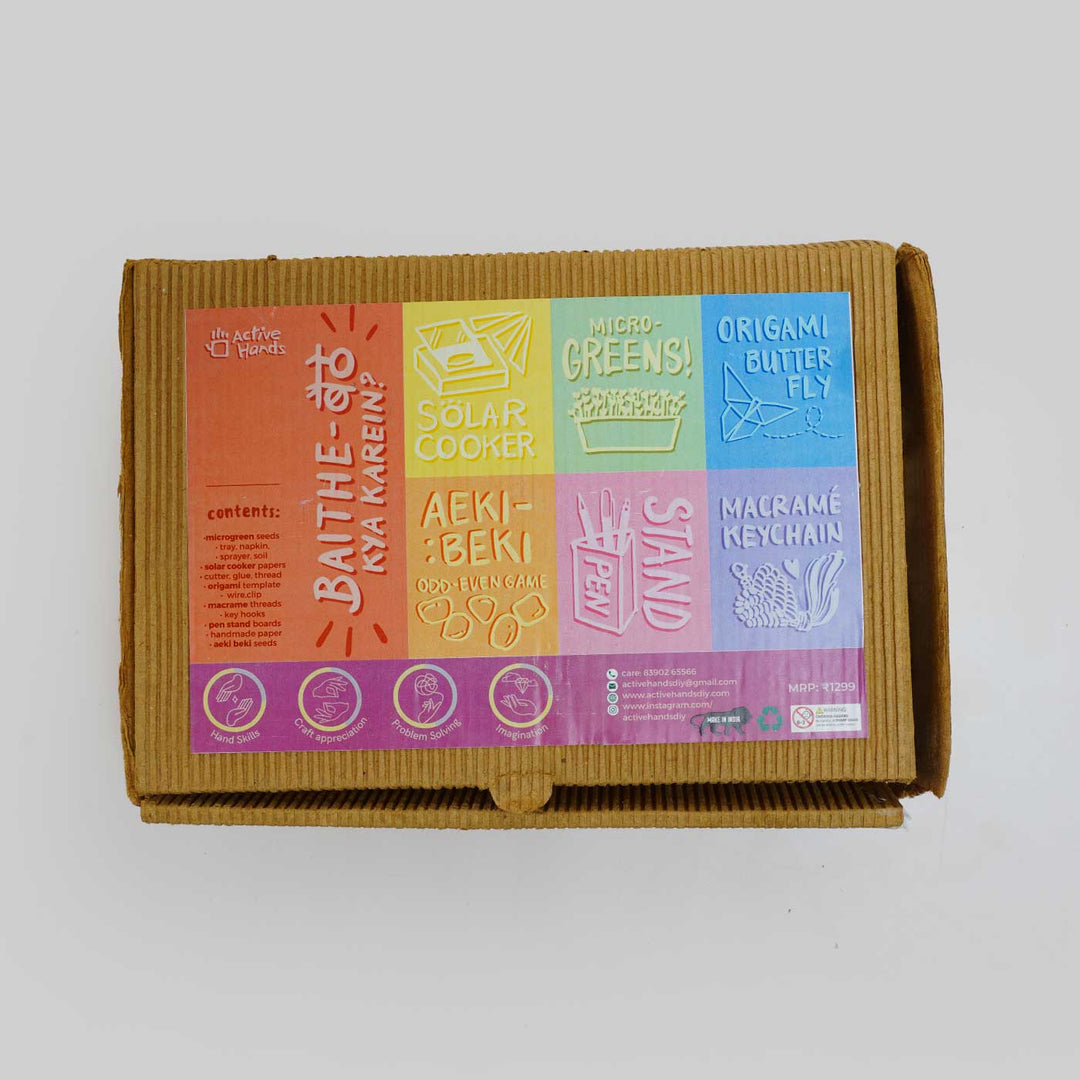 Active
Hands
BAITHE-बैठे
KYA KAREIN?
contents:
•microgreen seeds
• tray, napkin,
• sprayer, soil
• solar cooker papers
• cutter, glue, thread
• origami template
- wire,clip
• macrame threads
• key hooks
• pen stand boards
• handmade paper
• aeki beki seeds
SÖLAR
COOKER
MICRO-
GREENS!
ORIGAMI
BUTTER
FLY
AEKI-
:BEKI
ODD-EVEN GAME
PEN
STAND
MACRAMÉ
KEYCHAIN
Hand Skills
Craft appreciation
Problem Solving
Imagination
care: 83902 65566
activehandsdiy@gmail.com
www.activehandsdiy.com
www.instagram.com/
activehandsdiy
MAKE IN INDIA
MRP: ₹1299
0-3
WARNING: